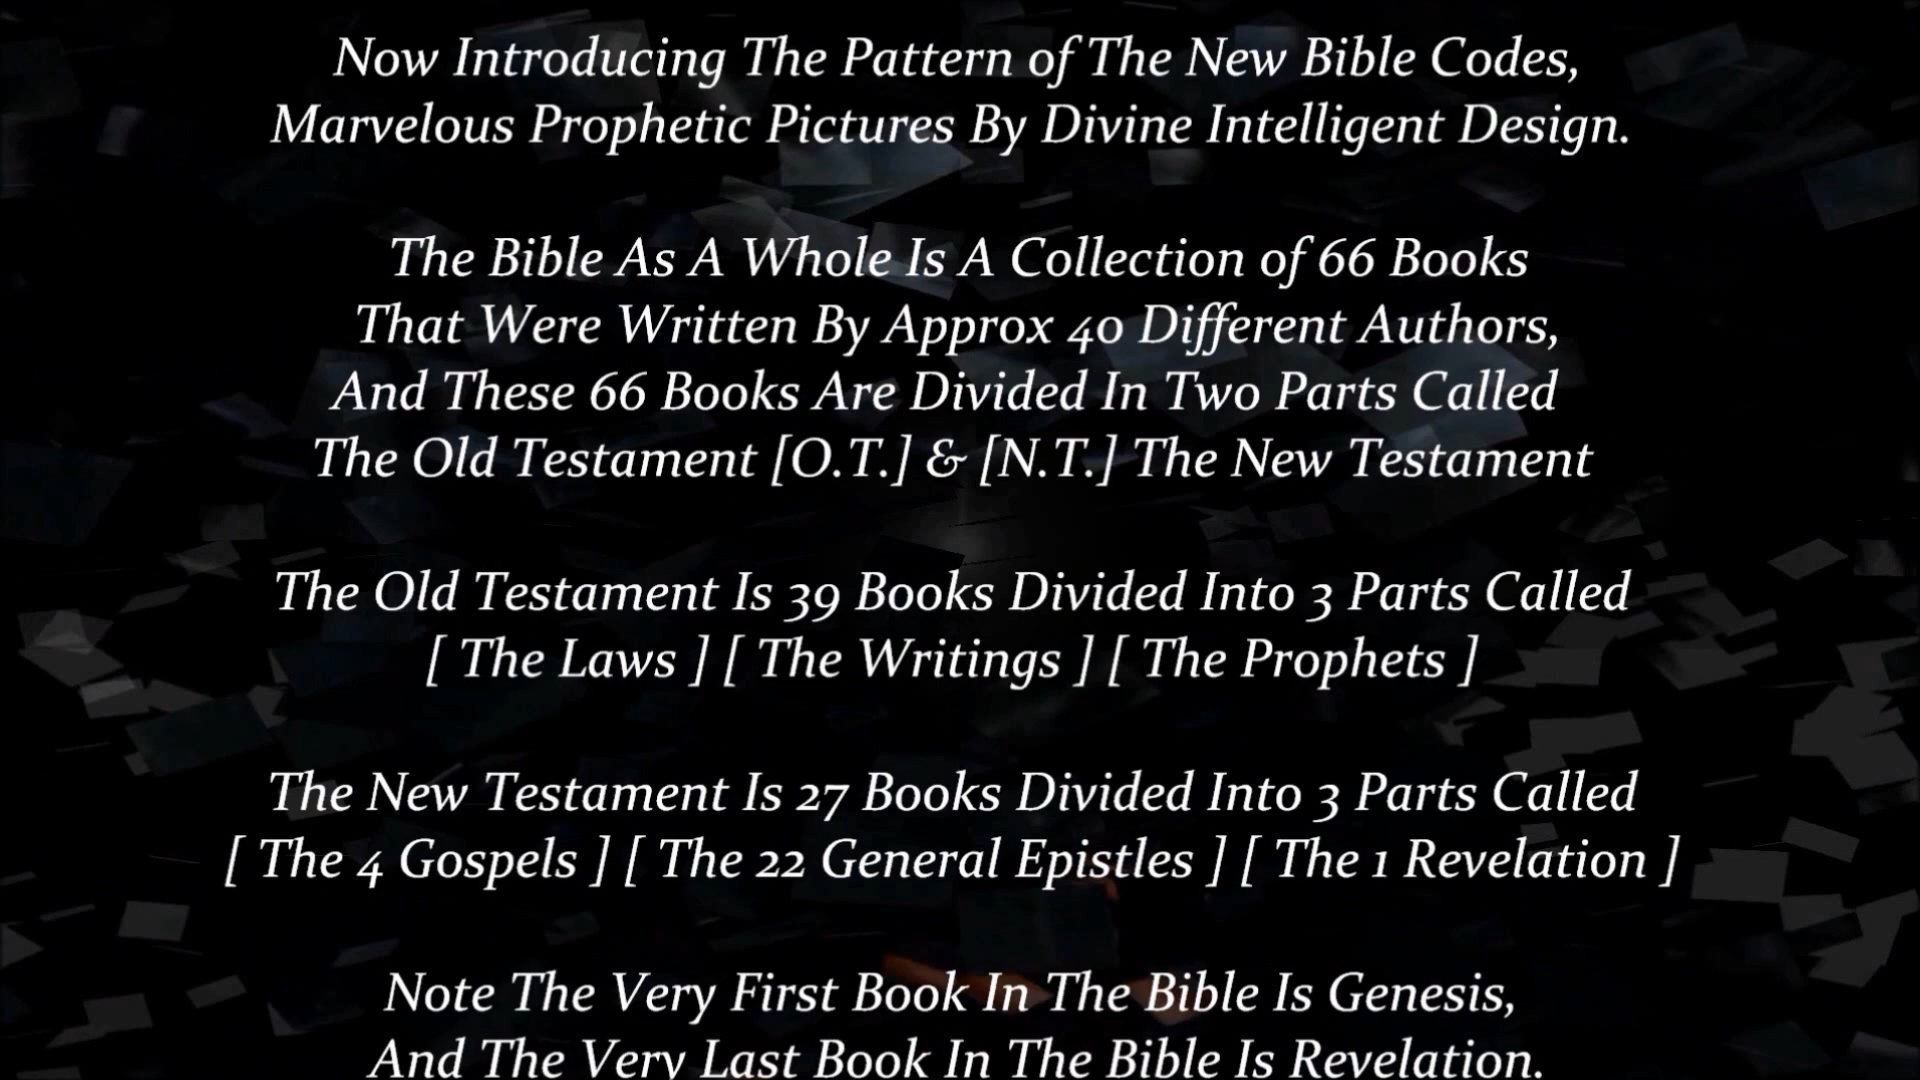 Now Introducing The Pattern of The New Bible Codes,
Marvelous Prophetic Pictures By Divine Intelligent Design.
The Bible As A Whole Is A Collection of 66 Books
That Were Written By Approx 40 Different Authors,
And These 66 Books Are Divided In Two Parts Called
The Old Testament [O.T.] & [N.T.] The New Testament
The Old Testament Is 39 Books Divided Into 3 Parts Called
[ The Laws ] [ The Writings ] [ The Prophets ]
The New Testament Is 27 Books Divided Into 3 Parts Called
[ The 4 Gospels ] [ The 22 General Epistles ] [ The 1 Revelation ]
Note The Very First Book In The Bible Is Genesis,
And The Very Last Book In The Bible Is Revelation.